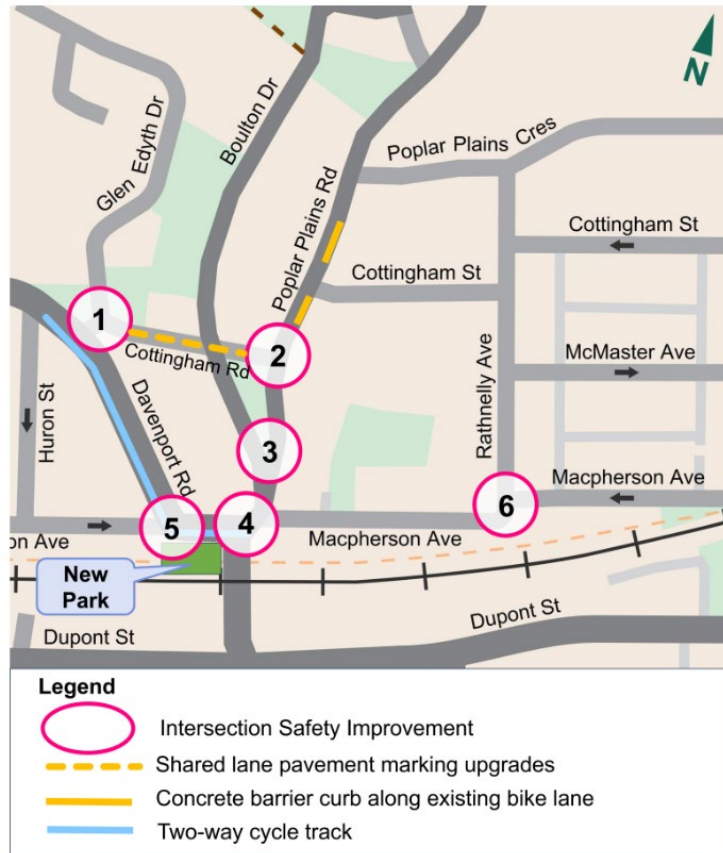 N
Glen Edyth Dr
Boulton Dr
Poplar Plains Rd
Poplar Plains Cres
Cottingham St
Cottingham St
1
2
Cottingham Rd
McMaster Ave
Rathnelly Ave
Huron St
Davenport Rd
3
6
Macpherson Ave
5
4
Macpherson Ave
on Ave
New
Park
Dupont St
Dupont St
Legend
Intersection Safety Improvement
Shared lane pavement marking upgrades
Concrete barrier curb along existing bike lane
Two-way cycle track